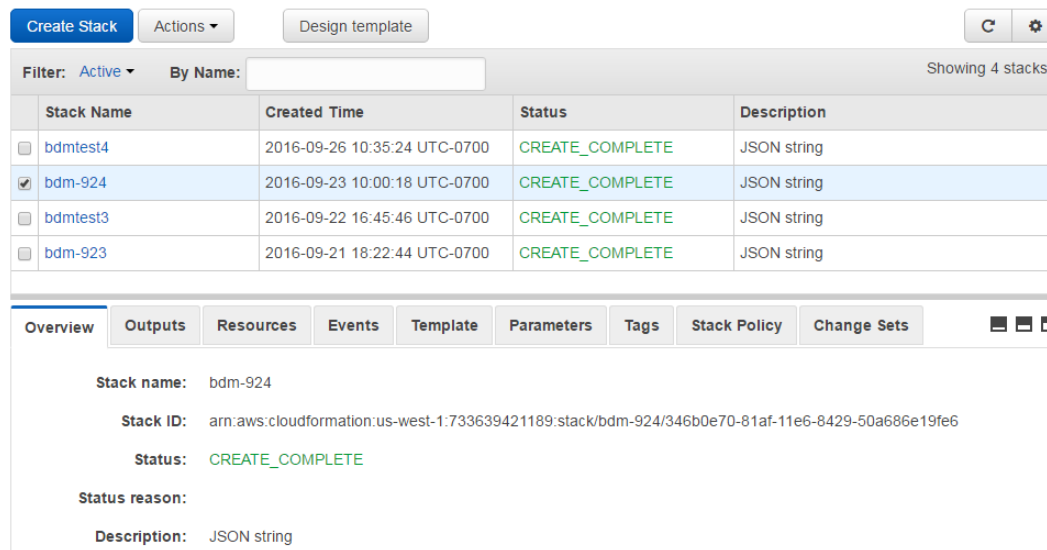 Create Stack Actions Design template
Filter: Active By Name: Showing 4 stacks
Stack Name Created Time Status Description
bdmtest4 2016-09-26 10:35:24 UTC-0700 CREATE_COMPLETE JSON string
bdm-924 2016-09-23 10:00:18 UTC-0700 CREATE_COMPLETE JSON string
bdmtest3 2016-09-22 16:45:46 UTC-0700 CREATE_COMPLETE JSON string
bdm-923 2016-09-21 18:22:44 UTC-0700 CREATE_COMPLETE JSON string
Overview Outputs Resources Events Template Parameters Tags Stack Policy Change Sets
Stack name: bdm-924
Stack ID: arn:aws:cloudformation:us-west-1:733639421189:stack/bdm-924/346b0e70-81af-11e6-8429-50a686e19fe6
Status: CREATE_COMPLETE
Status reason:
Description: JSON string